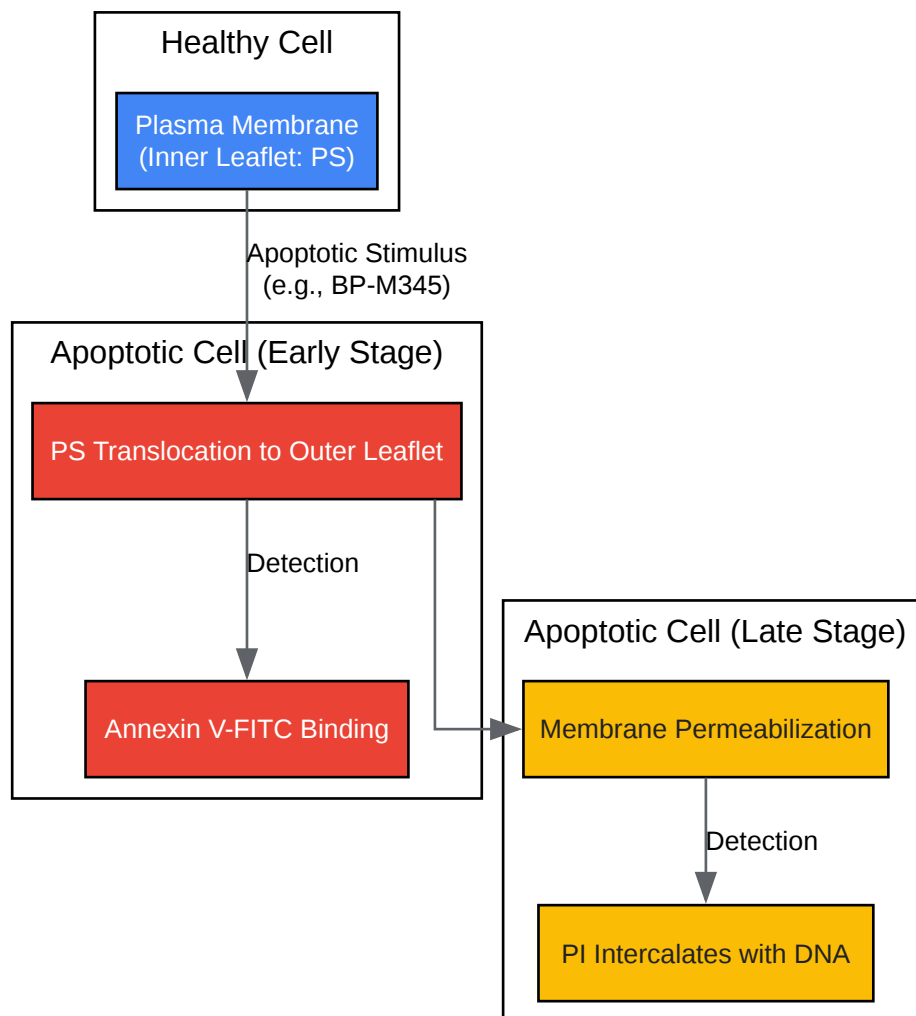 Healthy Cell
Plasma Membrane
(Inner Leaflet: PS)
Apoptotic Stimulus
(e.g., BP-M345)
Apoptotic Cell (Early Stage)
PS Translocation to Outer Leaflet
Detection
Annexin V-FITC Binding
Apoptotic Cell (Late Stage)
Membrane Permeabilization
Detection
PI Intercalates with DNA